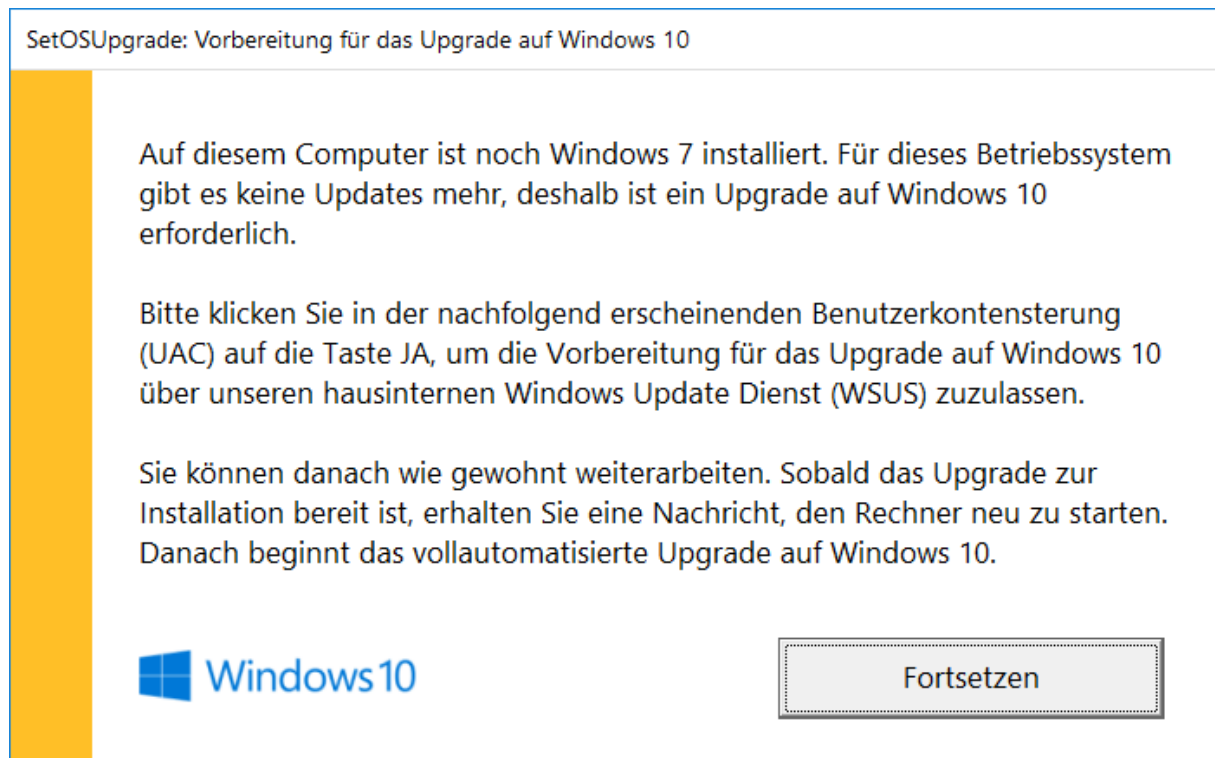 SetOSUpgrade: Vorbereitung für das Upgrade auf Windows 10
Auf diesem Computer ist noch Windows 7 installiert. Für dieses Betriebssystem
gibt es keine Updates mehr, deshalb ist ein Upgrade auf Windows 10
erforderlich.
Bitte klicken Sie in der nachfolgend erscheinenden Benutzerkontensterung
(UAC) auf die Taste JA, um die Vorbereitung für das Upgrade auf Windows 10
über unseren hausinternen Windows Update Dienst (WSUS) zuzulassen.
Sie können danach wie gewohnt weiterarbeiten. Sobald das Upgrade zur
Installation bereit ist, erhalten Sie eine Nachricht, den Rechner neu zu starten.
Danach beginnt das vollautomatisierte Upgrade auf Windows 10.
Windows 10
Fortsetzen